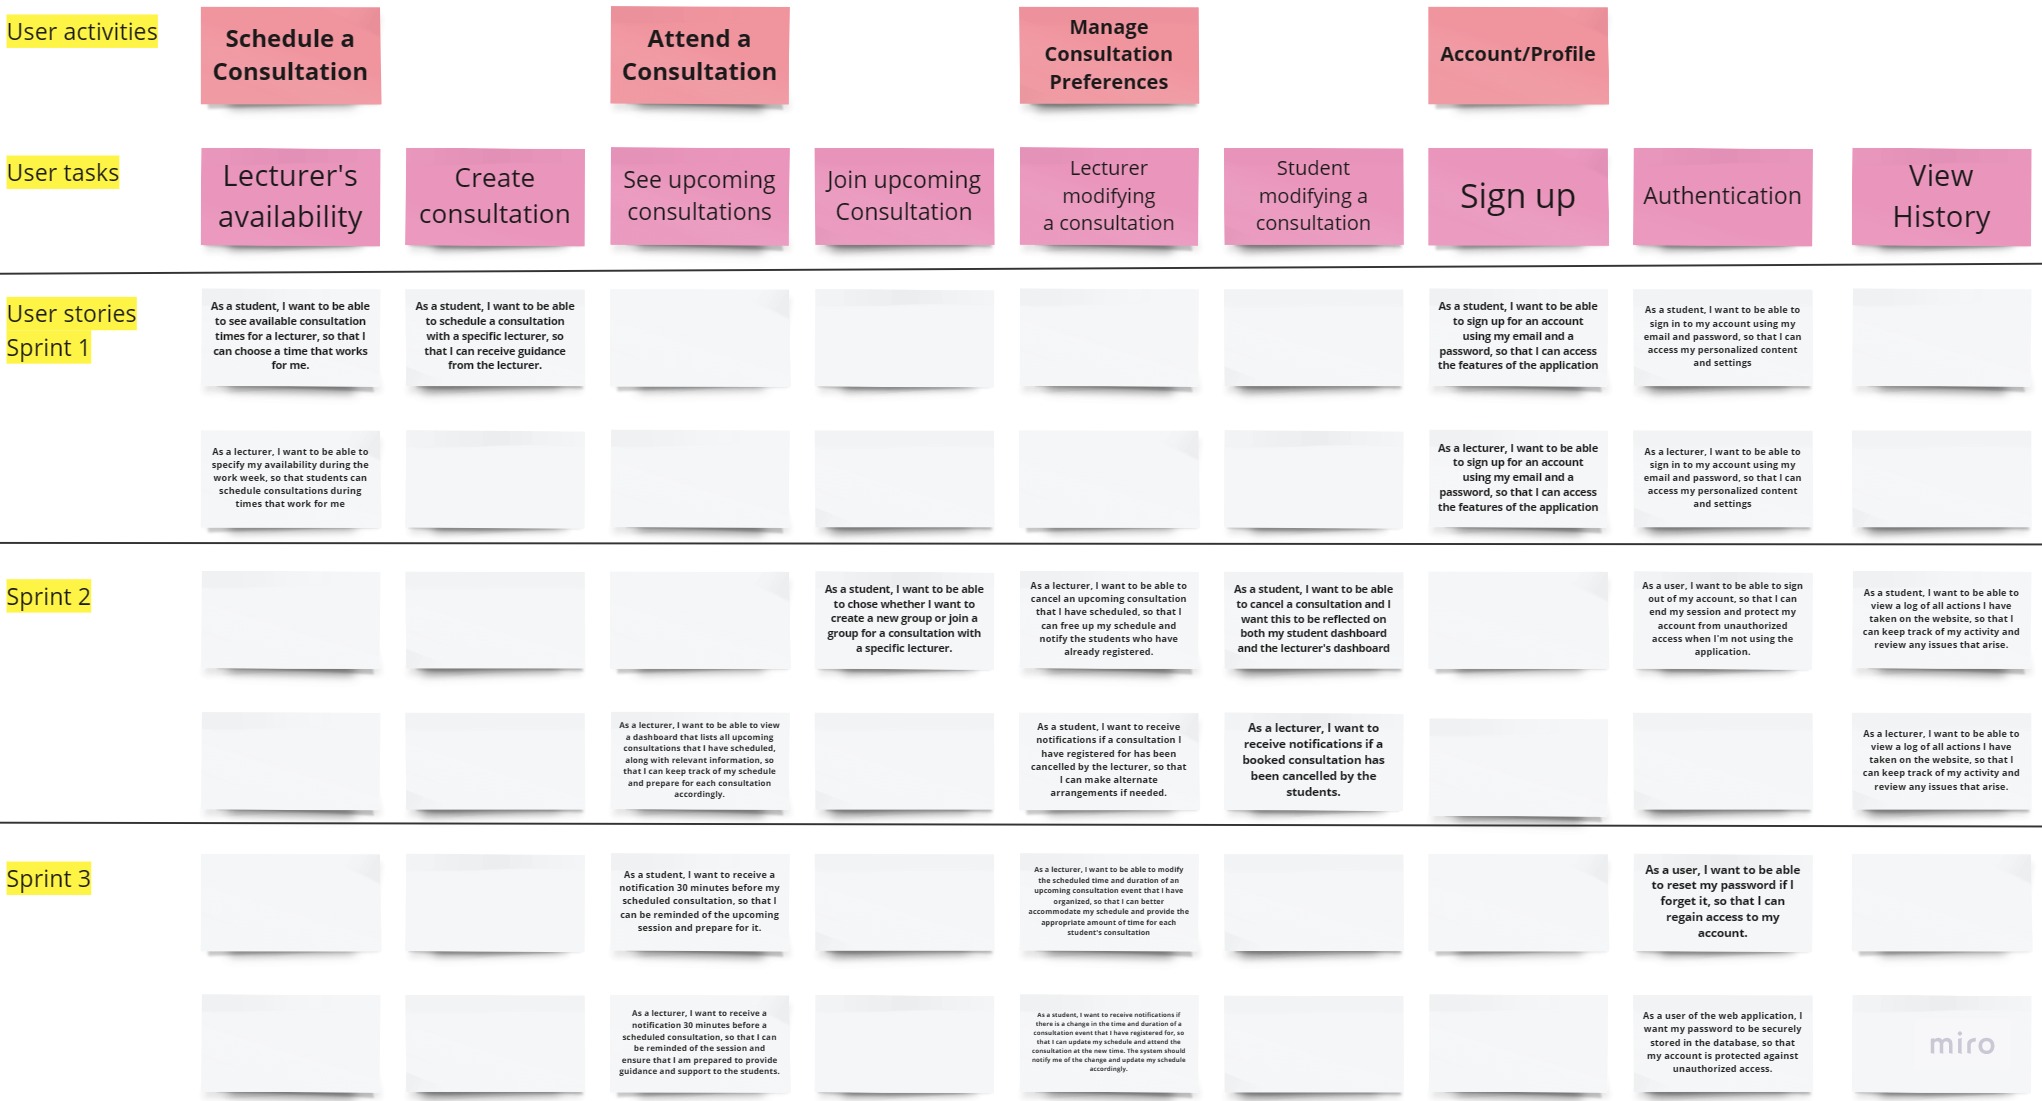 User activities
Schedule a
Consultation
Attend a
Consultation
Manage
Consultation
Preferences
Account/Profile
User tasks
Lecturer's
availability
Create
consultation
See upcoming
consultations
Join upcoming
Consultation
Lecturer
modifying
a consultation
Student
modifying a
consultation
Sign up
Authentication
View
History
User stories
Sprint 1
As a student, I want to be able
to see available consultation
times for a lecturer, so that I
can choose a time that works
for me.
As a student, I want to be able
to schedule a consultation
with a specific lecturer, so
that I can receive guidance
from the lecturer.
As a student, I want to be able
to sign up for an account
using my email and a
password, so that I can access
the features of the application
As a student, I want to be able to
sign in to my account using my
email and password, so that I can
access my personalized content
and settings
As a lecturer, I want to be able to
specify my availability during the
work week, so that students can
schedule consultations during
times that work for me
As a lecturer, I want to be able
to sign up for an account
using my email and a
password, so that I can access
the features of the application
As a lecturer, I want to be able to
sign in to my account using my
email and password, so that I can
access my personalized content
and settings
Sprint 2
As a student, I want to be able
to chose whether I want to
create a new group or join a
group for a consultation with
a specific lecturer.
As a lecturer, I want to be able to
cancel an upcoming consultation
that I have scheduled, so that I
can free up my schedule and
notify the students who have
already registered.
As a student, I want to be able
to cancel a consultation and I
want this to be reflected on
both my student dashboard
and the lecturer's dashboard
As a user, I want to be able to sign
out of my account, so that I can
end my session and protect my
account from unauthorized
access when I'm not using the
application.
As a student, I want to be able to
view a log of all actions I have
taken on the website, so that I
can keep track of my activity and
review any issues that arise.
As a lecturer, I want to be able to view
a dashboard that lists all upcoming
consultations that I have scheduled,
along with relevant information, so
that I can keep track of my schedule
and prepare for each consultation
accordingly.
As a student, I want to receive
notifications if a consultation I
have registered for has been
cancelled by the lecturer, so that
I can make alternate
arrangements if needed.
As a lecturer, I want to
receive notifications if a
booked consultation has
been cancelled by the
students.
As a lecturer, I want to be able to
view a log of all actions I have
taken on the website, so that I
can keep track of my activity and
review any issues that arise.
Sprint 3
As a student, I want to receive a
notification 30 minutes before my
scheduled consultation, so that I
can be reminded of the upcoming
session and prepare for it.
As a lecturer, I want to be able to modify
the scheduled time and duration of an
upcoming consultation event that I have
organized, so that I can better
accommodate my schedule and provide the
appropriate amount of time for each
student's consultation
As a user, I want to be able
to reset my password if I
forget it, so that I can
regain access to my
account.
As a lecturer, I want to receive a
notification 30 minutes before a
scheduled consultation, so that I can
be reminded of the session and
ensure that I am prepared to provide
guidance and support to the students.
As a student, I want to receive notifications if
there is a change in the time and duration of a
consultation event that I have registered for, so
that I can update my schedule and attend the
consultation at the new time. The system should
notify me of the change and update my schedule
accordingly.
As a user of the web application, I
want my password to be securely
stored in the database, so that
my account is protected against
unauthorized access.
miro